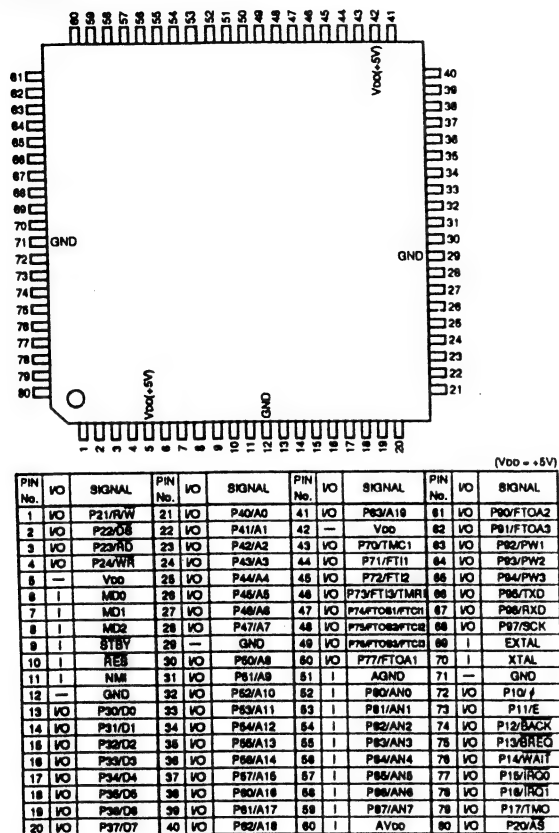 60 59 58 57 56 55 54 53 52 51 50 49 48 47 46 45 44 43 42 41
VDD(+5V)
61 40
62 39
63 38
64 37
65 36
66 35
67 34
68 33
69 32
70 31
71 GND 30
GND 29
72 28
73 27
74 26
75 25
76 24
77 23
78 22
79 21
80
VDD(+5V) GND
1 2 3 4 5 6 7 8 9 10 11 12 13 14 15 16 17 18 19 20
(VDD = +5V)
PIN No. I/O SIGNAL PIN No. I/O SIGNAL PIN No. I/O SIGNAL PIN No. I/O SIGNAL
1 I/O P21/R/W 21 I/O P40/A0 41 I/O P63/A19 61 I/O P90/FTOA2
2 I/O P22/DS 22 I/O P41/A1 42 — VDD 62 I/O P91/FTOA3
3 I/O P23/RD 23 I/O P42/A2 43 I/O P70/TMC1 63 I/O P92/PW1
4 I/O P24/WR 24 I/O P43/A3 44 I/O P71/FTI1 64 I/O P93/PW2
5 — VDD 25 I/O P44/A4 45 I/O P72/FTI2 65 I/O P94/PW3
6 I MD0 26 I/O P45/A5 46 I/O P73/FTI3/TMRI 66 I/O P95/TXD
7 I MD1 27 I/O P46/A6 47 I/O P74/FTOB1/FTCI1 67 I/O P96/RXD
8 I MD2 28 I/O P47/A7 48 I/O P75/FTOB2/FTCI2 68 I/O P97/SCK
9 I STBY 29 — GND 49 I/O P76/FTOB3/FTCI3 69 I EXTAL
10 I RES 30 I/O P50/A8 50 I/O P77/FTOA1 70 I XTAL
11 I NMI 31 I/O P51/A9 51 I AGND 71 — GND
12 — GND 32 I/O P52/A10 52 I P80/AN0 72 I/O P10/ϕ
13 I/O P30/D0 33 I/O P53/A11 53 I P81/AN1 73 I/O P11/E
14 I/O P31/D1 34 I/O P54/A12 54 I P82/AN2 74 I/O P12/BACK
15 I/O P32/D2 35 I/O P55/A13 55 I P83/AN3 75 I/O P13/BREQ
16 I/O P33/D3 36 I/O P56/A14 56 I P84/AN4 76 I/O P14/WAIT
17 I/O P34/D4 37 I/O P57/A15 57 I P85/AN5 77 I/O P15/IRQ0
18 I/O P35/D5 38 I/O P60/A16 58 I P86/AN6 78 I/O P16/IRQ1
19 I/O P36/D6 39 I/O P61/A17 59 I P87/AN7 79 I/O P17/TMO
20 I/O P37/D7 40 I/O P62/A18 60 I AVDD 80 I/O P20/AS